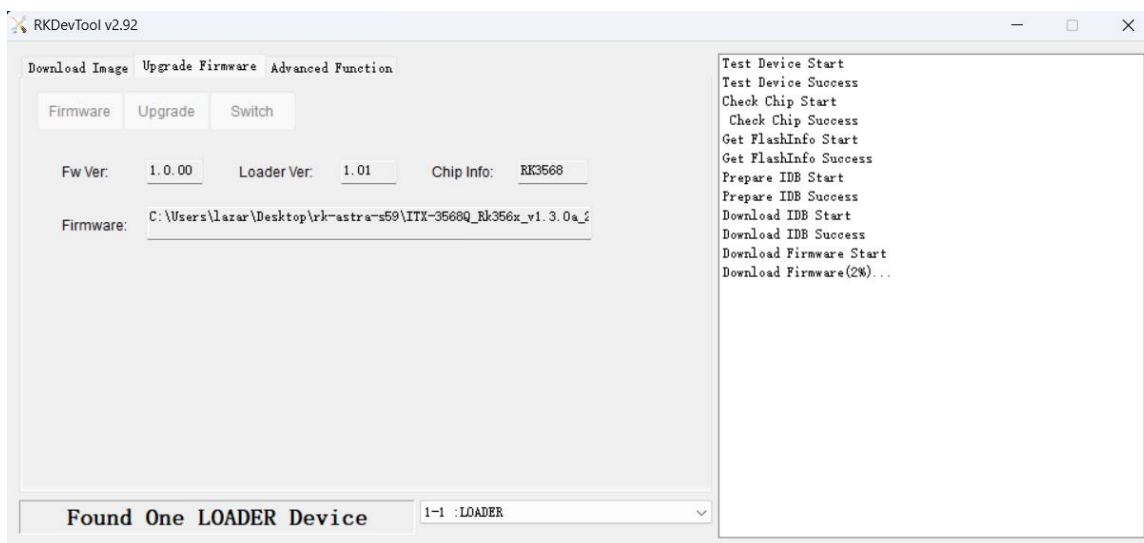 RKDevTool v2.92
Download Image Upgrade Firmware Advanced Function
Firmware Upgrade Switch
Fw Ver: 1.0.00 Loader Ver: 1.01 Chip Info: RK3568
Firmware: C:\Users\lazar\Desktop\rk-astra-s59\ITX-3568Q_Rk356x_v1.3.0a_2
Found One LOADER Device
1-1 :LOADER
Test Device Start
Test Device Success
Check Chip Start
Check Chip Success
Get FlashInfo Start
Get FlashInfo Success
Prepare IDB Start
Prepare IDB Success
Download IDB Start
Download IDB Success
Download Firmware Start
Download Firmware(2%)...